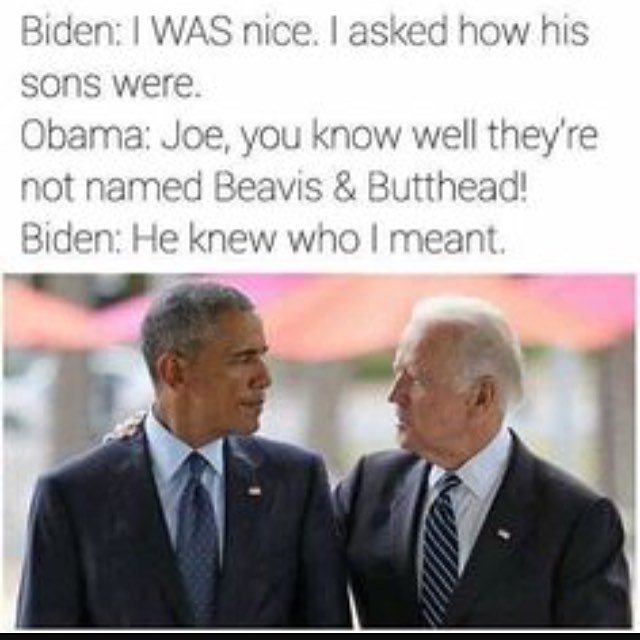 Biden: I WAS nice. I asked how his
sons were.
Obama: Joe, you know well they're
not named Beavis & Butthead!
Biden: He knew who I meant.